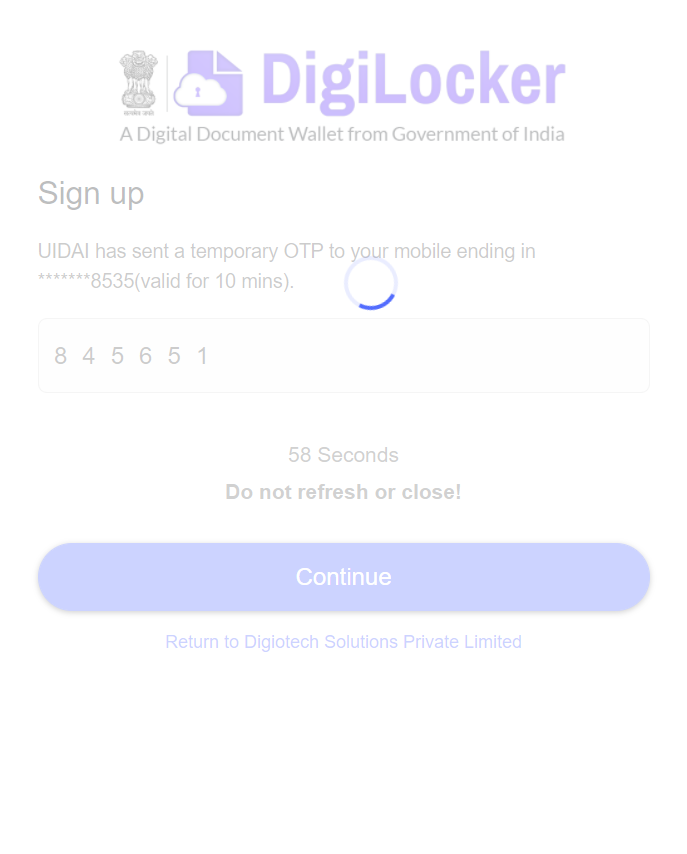 DigiLocker
A Digital Document Wallet from Government of India
Sign up
UIDAI has sent a temporary OTP to your mobile ending in
*******8535(valid for 10 mins).
8 4 5 6 5 1
58 Seconds
Do not refresh or close!
Continue
Return to Digiotech Solutions Private Limited